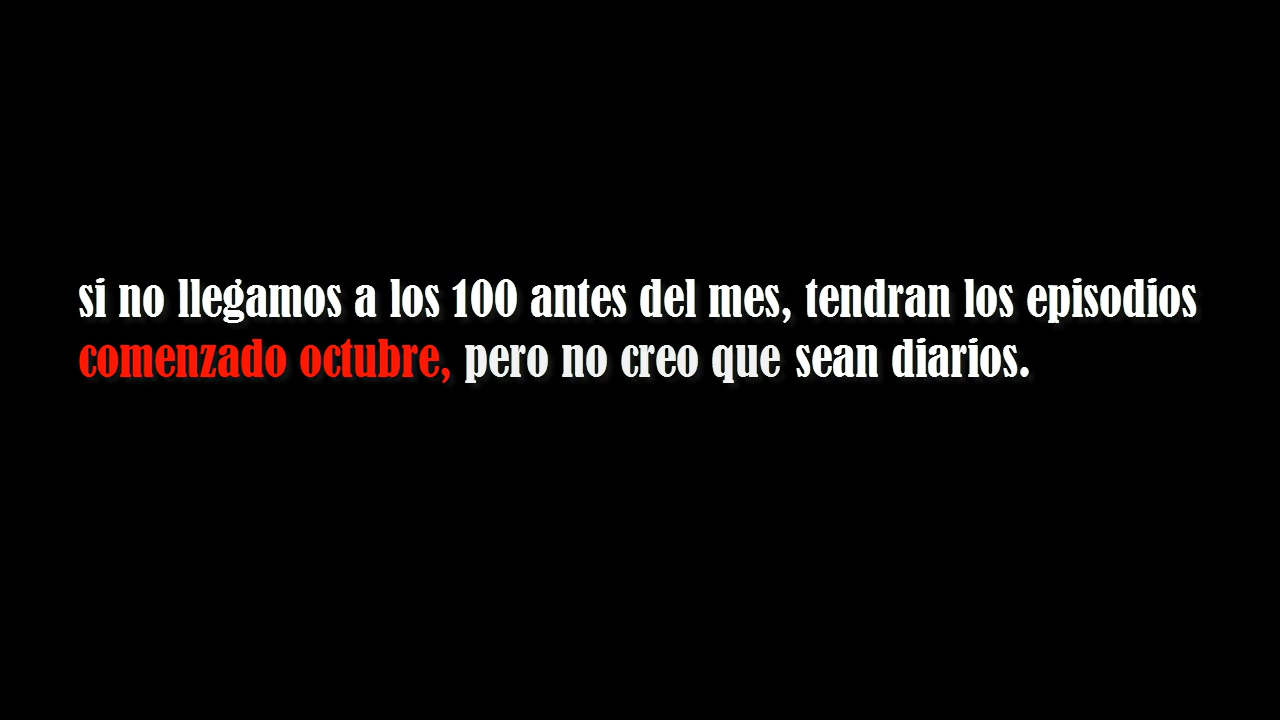 si no llegamos a los 100 antes del mes, tendran los episodios
comenzado octubre, pero no creo que sean diarios.